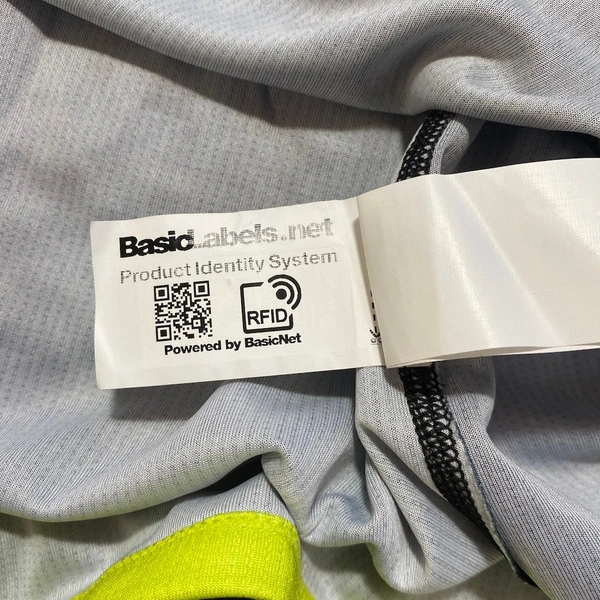 BasicLabels.net
Product Identity System
RFID
Powered by BasicNet